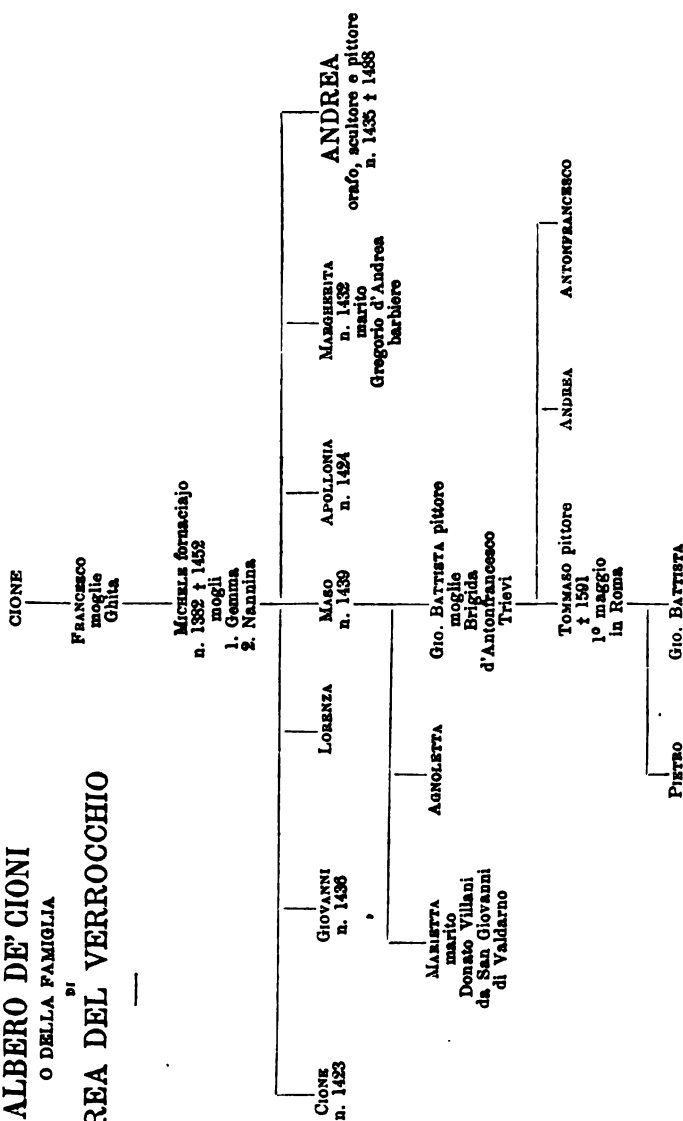 ALBERO DE' CIONI
O DELLA FAMIGLIA
DI
REA DEL VERROCCHIO
CIONE
FRANCESCO
moglie
Ghita
MICHELE fornaciajo
n. 1382 † 1452
mogli
1. Gemma
2. Nannina
CIONE
n. 1423
GIOVANNI
n. 1436
LORENZA
MASO
n. 1439
APOLLONIA
n. 1424
MARGHERITA
n. 1432
marito
Gregorio d'Andrea
barbiere
ANDREA
orafo, scultore e pittore
n. 1435 † 1488
MARIETTA
marito
Donato Villani
da San Giovanni
di Valdarno
AGNOLETTA
GIO. BATTISTA pittore
moglie
Brigida
d'Antonfrancesco
Trievi
TOMMASO pittore
† 1591
1º maggio
in Roma
ANDREA
ANTONFRANCESCO
PIETRO
GIO. BATTISTA